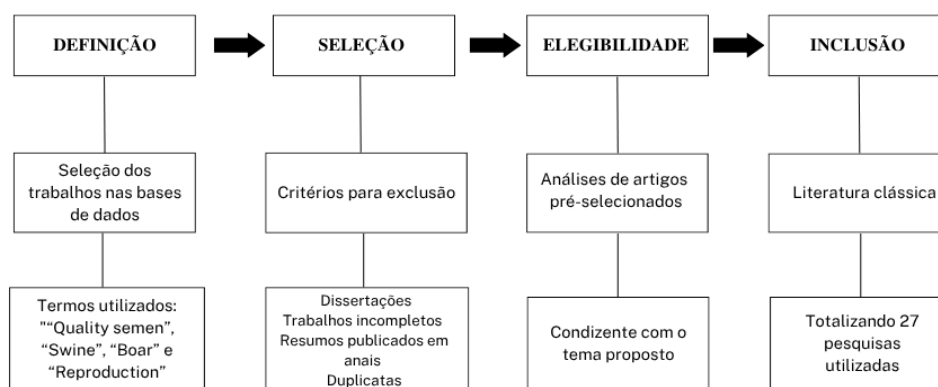 DEFINIÇÃO
SELEÇÃO
ELEGIBILIDADE
INCLUSÃO
Seleção dos
trabalhos nas bases
de dados
Critérios para exclusão
Análises de artigos
pré-selecionados
Literatura clássica
Termos utilizados:
"“Quality semen”,
“Swine”, “Boar” e
“Reproduction”
Dissertações
Trabalhos incompletos
Resumos publicados em
anais
Duplicatas
Condizente com o
tema proposto
Totalizando 27
pesquisas
utilizadas